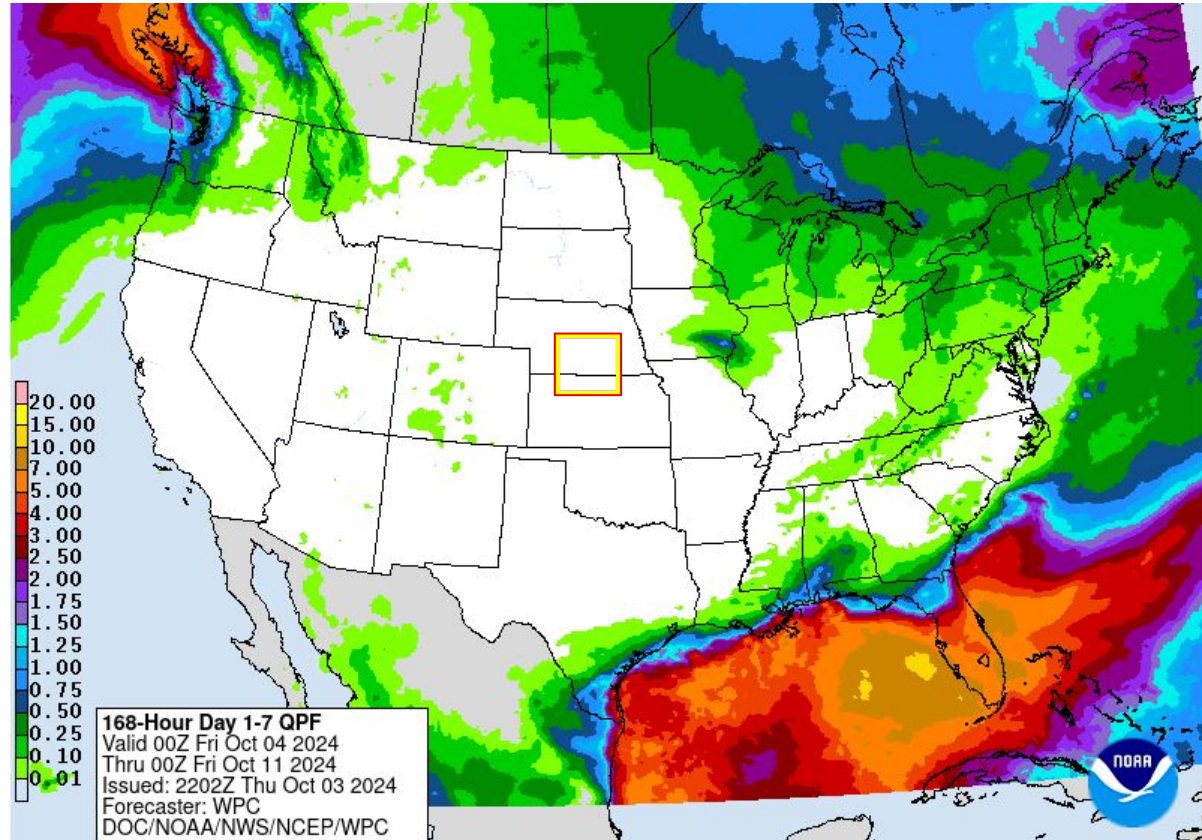 20.00
15.00
10.00
7.00
5.00
4.00
3.00
2.50
2.00
1.75
1.50
1.25
1.00
0.75
0.50
0.25
0.10
0.01
168-Hour Day 1-7 QPF
Valid 00Z Fri Oct 04 2024
Thru 00Z Fri Oct 11 2024
Issued: 2202Z Thu Oct 03 2024
Forecaster: WPC
DOC/NOAA/NWS/NCEP/WPC
NOAA